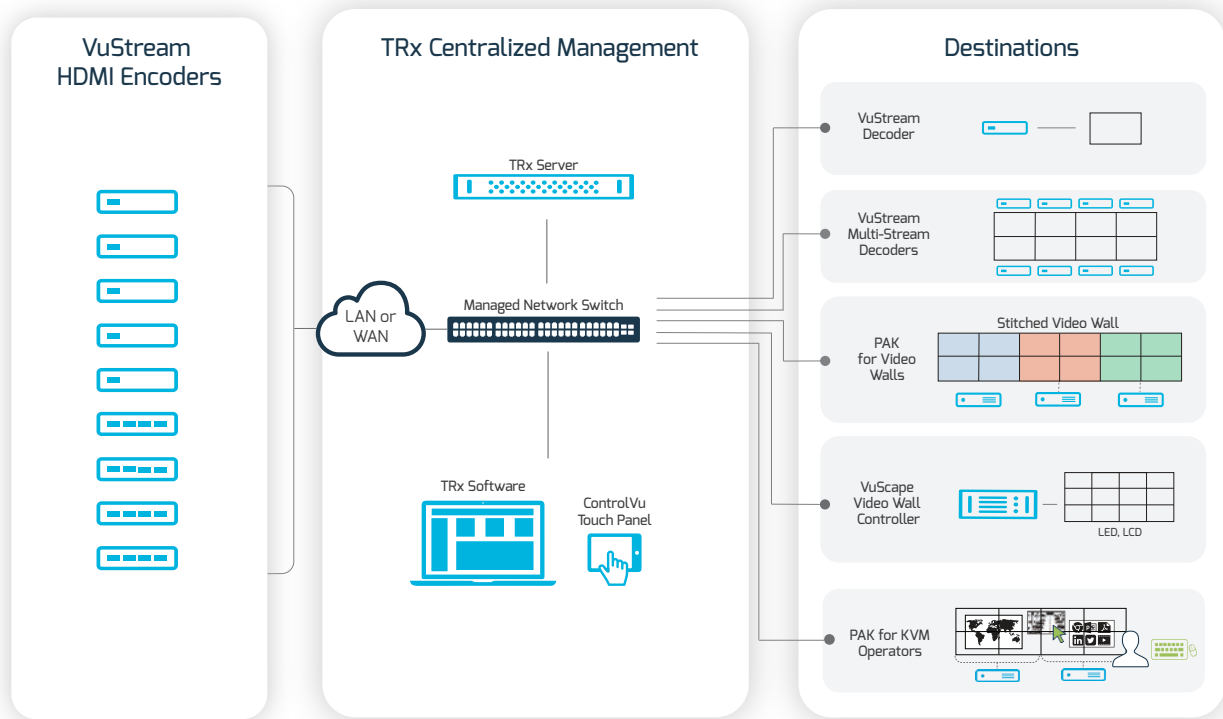 VuStream
HDMI Encoders
TRx Centralized Management
TRx Server
LAN or
WAN
Managed Network Switch
TRx Software
ControlVu
Touch Panel
Destinations
VuStream
Decoder
VuStream
Multi-Stream
Decoders
PAK
for Video
Walls
Stitched Video Wall
VuScape
Video Wall
Controller
LED, LCD
PAK for KVM
Operators